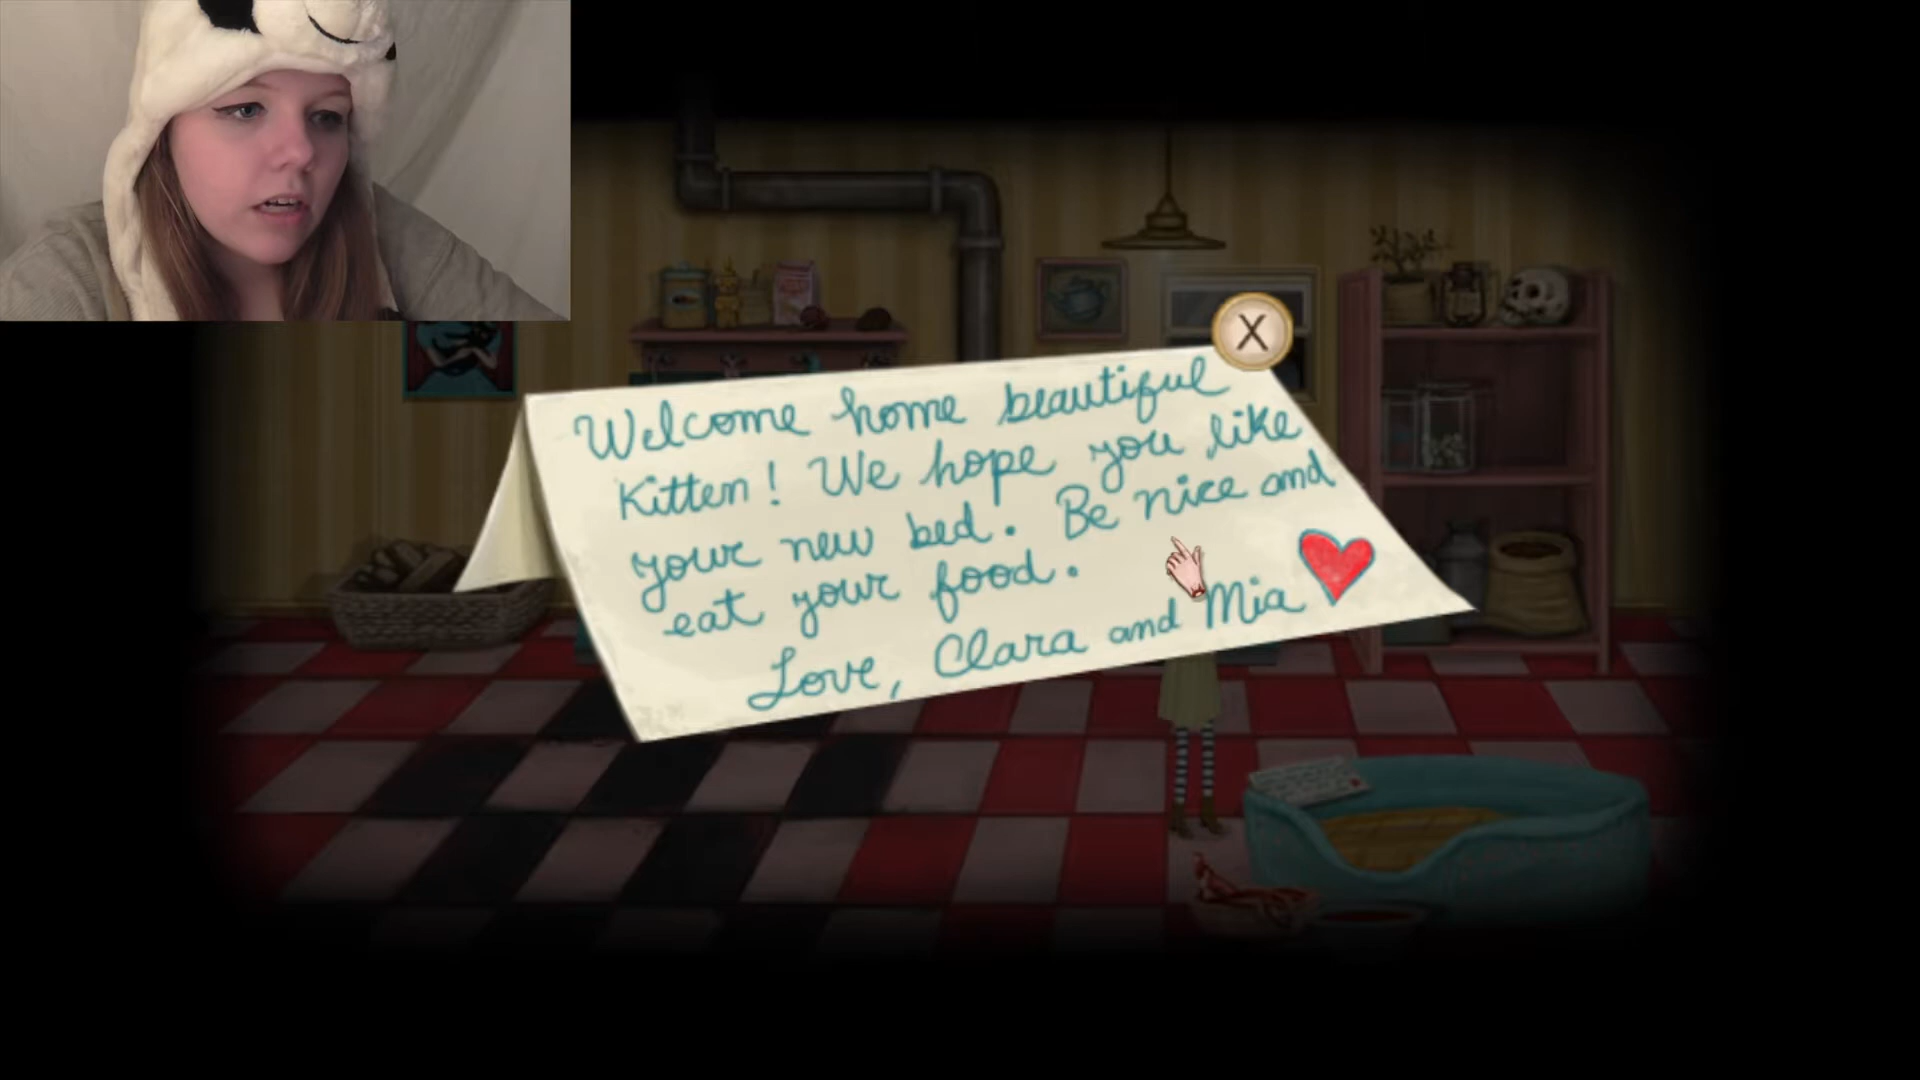 Welcome home beautiful
Kitten! We hope you like
your new bed. Be nice and
eat your food.
Love, Clara and Mia
X